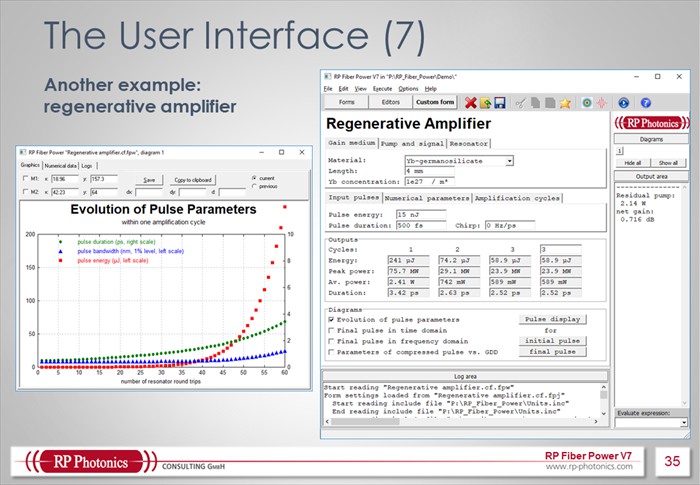 The User Interface (7)
Another example:
regenerative amplifier
RP Fiber Power "Regenerative amplifier.cf.fpw", diagram 1
Graphics Numerical data Logs
M1: x 18.96 y 157.3 Save Copy to clipboard current
previous
M2: x 42.23 y 64 dx: dy: d:
Evolution of Pulse Parameters
within one amplification cycle
pulse duration (ps, right scale)
pulse bandwidth (nm, 1% level, left scale)
pulse energy (µJ, left scale)
200
150
100
50
0
10
8
6
4
2
0
0 5 10 15 20 25 30 35 40 45 50 55 60
number of resonator round trips
RP Fiber Power V7 in "P:\RP_Fiber_Power\Demo\"
File Edit View Execute Options Help
Forms Editors Custom form
Regenerative Amplifier
Gain medium Pump and signal Resonator
Material: Yb-germanosilicate
Length: 4 mm
Yb concentration: 1e27 / m³
Input pulses Numerical parameters Amplification cycles
Pulse energy: 15 nJ
Pulse duration: 500 fs Chirp: 0 Hz/ps
Outputs
Cycles: 1 2 3
Energy: 241 µJ 74.2 µJ 58.9 µJ 58.9 µJ
Peak power: 75.7 MW 29.1 MW 23.9 MW 23.9 MW
Av. power: 2.41 W 742 mW 589 mW 589 mW
Duration: 3.42 ps 2.63 ps 2.52 ps 2.52 ps
Diagrams
Evolution of pulse parameters Pulse display
Final pulse in time domain for
Final pulse in frequency domain initial pulse
Parameters of compressed pulse vs. GDD final pulse
Log area
Start reading "Regenerative amplifier.cf.fpw"
Form settings loaded from "Regenerative amplifier.cf.fpj"
Start reading include file "P:\RP_Fiber_Power\Units.inc"
End reading include file "P:\RP_Fiber_Power\Units.inc"
RP Photonics
Diagrams
1
Hide all Show all
Output area
Residual pump:
2.14 W
net gain:
0.716 dB
Evaluate expression:
RP Photonics CONSULTING GMBH
RP Fiber Power V7
www.rp-photonics.com
35